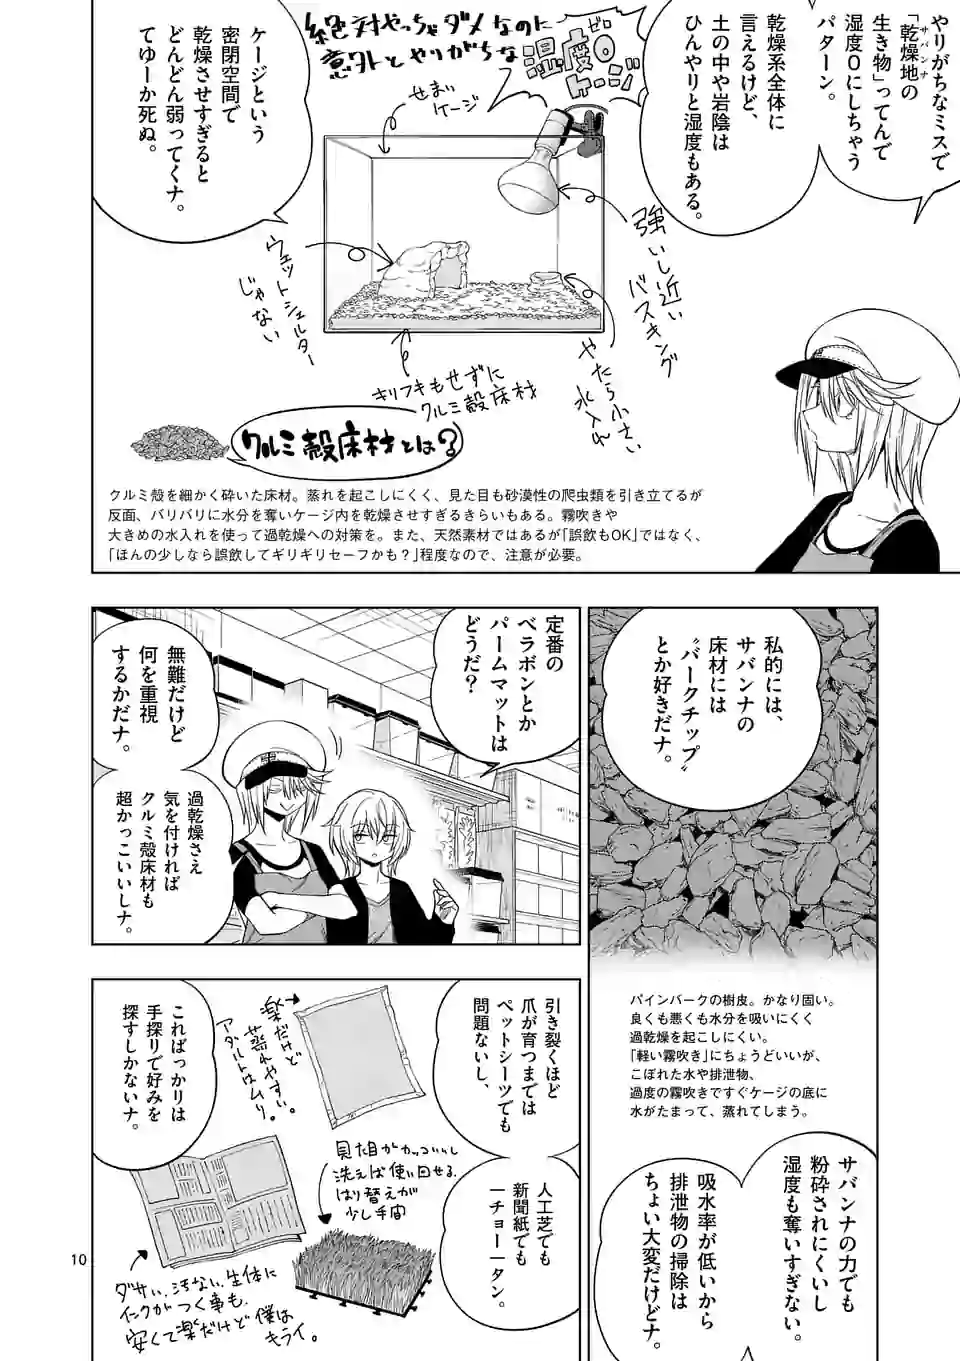 やりがちなミスで
「乾燥地の
サバンナ
生き物」ってんで
湿度0にしちゃう
パターン。
乾燥系全体に
言えるけど、
土の中や岩陰は
ひんやりと湿度もある。
絶対やっちゃダメなのに
意外とやりがちな
湿度ゼロ
ケージ
ケージという
密閉空間で
乾燥させすぎると
どんどん弱ってくナ。
てゆーか死ぬ。
せまい
ケージ
強いし近い
バスキング
やたら小さい
水入れ
ウェットシェルター
じゃない
キリフキもせずに
クルミ殻床材
クルミ殻床材とは?
クルミ殻を細かく砕いた床材。蒸れを起こしにくく、見た目も砂漠性の爬虫類を引き立てるが
反面、バリバリに水分を奪いケージ内を乾燥させすぎるきらいもある。霧吹きや
大きめの水入れを使って過乾燥への対策を。また、天然素材ではあるが「誤飲もOK」ではなく、
「ほんの少しなら誤飲してギリギリセーフかも?」程度なので、注意が必要。
私的には、
サバンナの
床材には
〝バークチップ〟
とか好きだナ。
パインバークの樹皮。かなり固い。
良くも悪くも水分を吸いにくく
過乾燥を起こしにくい。
「軽い霧吹き」にちょうどいいが、
こぼれた水や排泄物、
過度の霧吹きですぐケージの底に
水がたまって、蒸れてしまう。
サバンナの力でも
粉砕されにくいし
湿度も奪いすぎない。
吸水率が低いから
排泄物の掃除は
ちょい大変だけどナ。
定番の
ベラボンとか
パームマットは
どうだ?
無難だけど
何を重視
するかだナ。
過乾燥さえ
気を付ければ
クルミ殻床材も
超かっこいいしナ。
引き裂くほど
爪が育つまでは
ペットシーツでも
問題ないし、
人工芝でも
新聞紙でも
一チョー一タン。
楽だけど
蒸れやすい。
アダルトはムリ。
見た目がカッコいいし
洗えば使い回せる。
はり替えが
少し手間
ダサい、汚ない、生体に
インクがつく事も。
安くて楽だけど僕は
キライ。
こればっかりは
手探りで好みを
探すしかないナ。
10